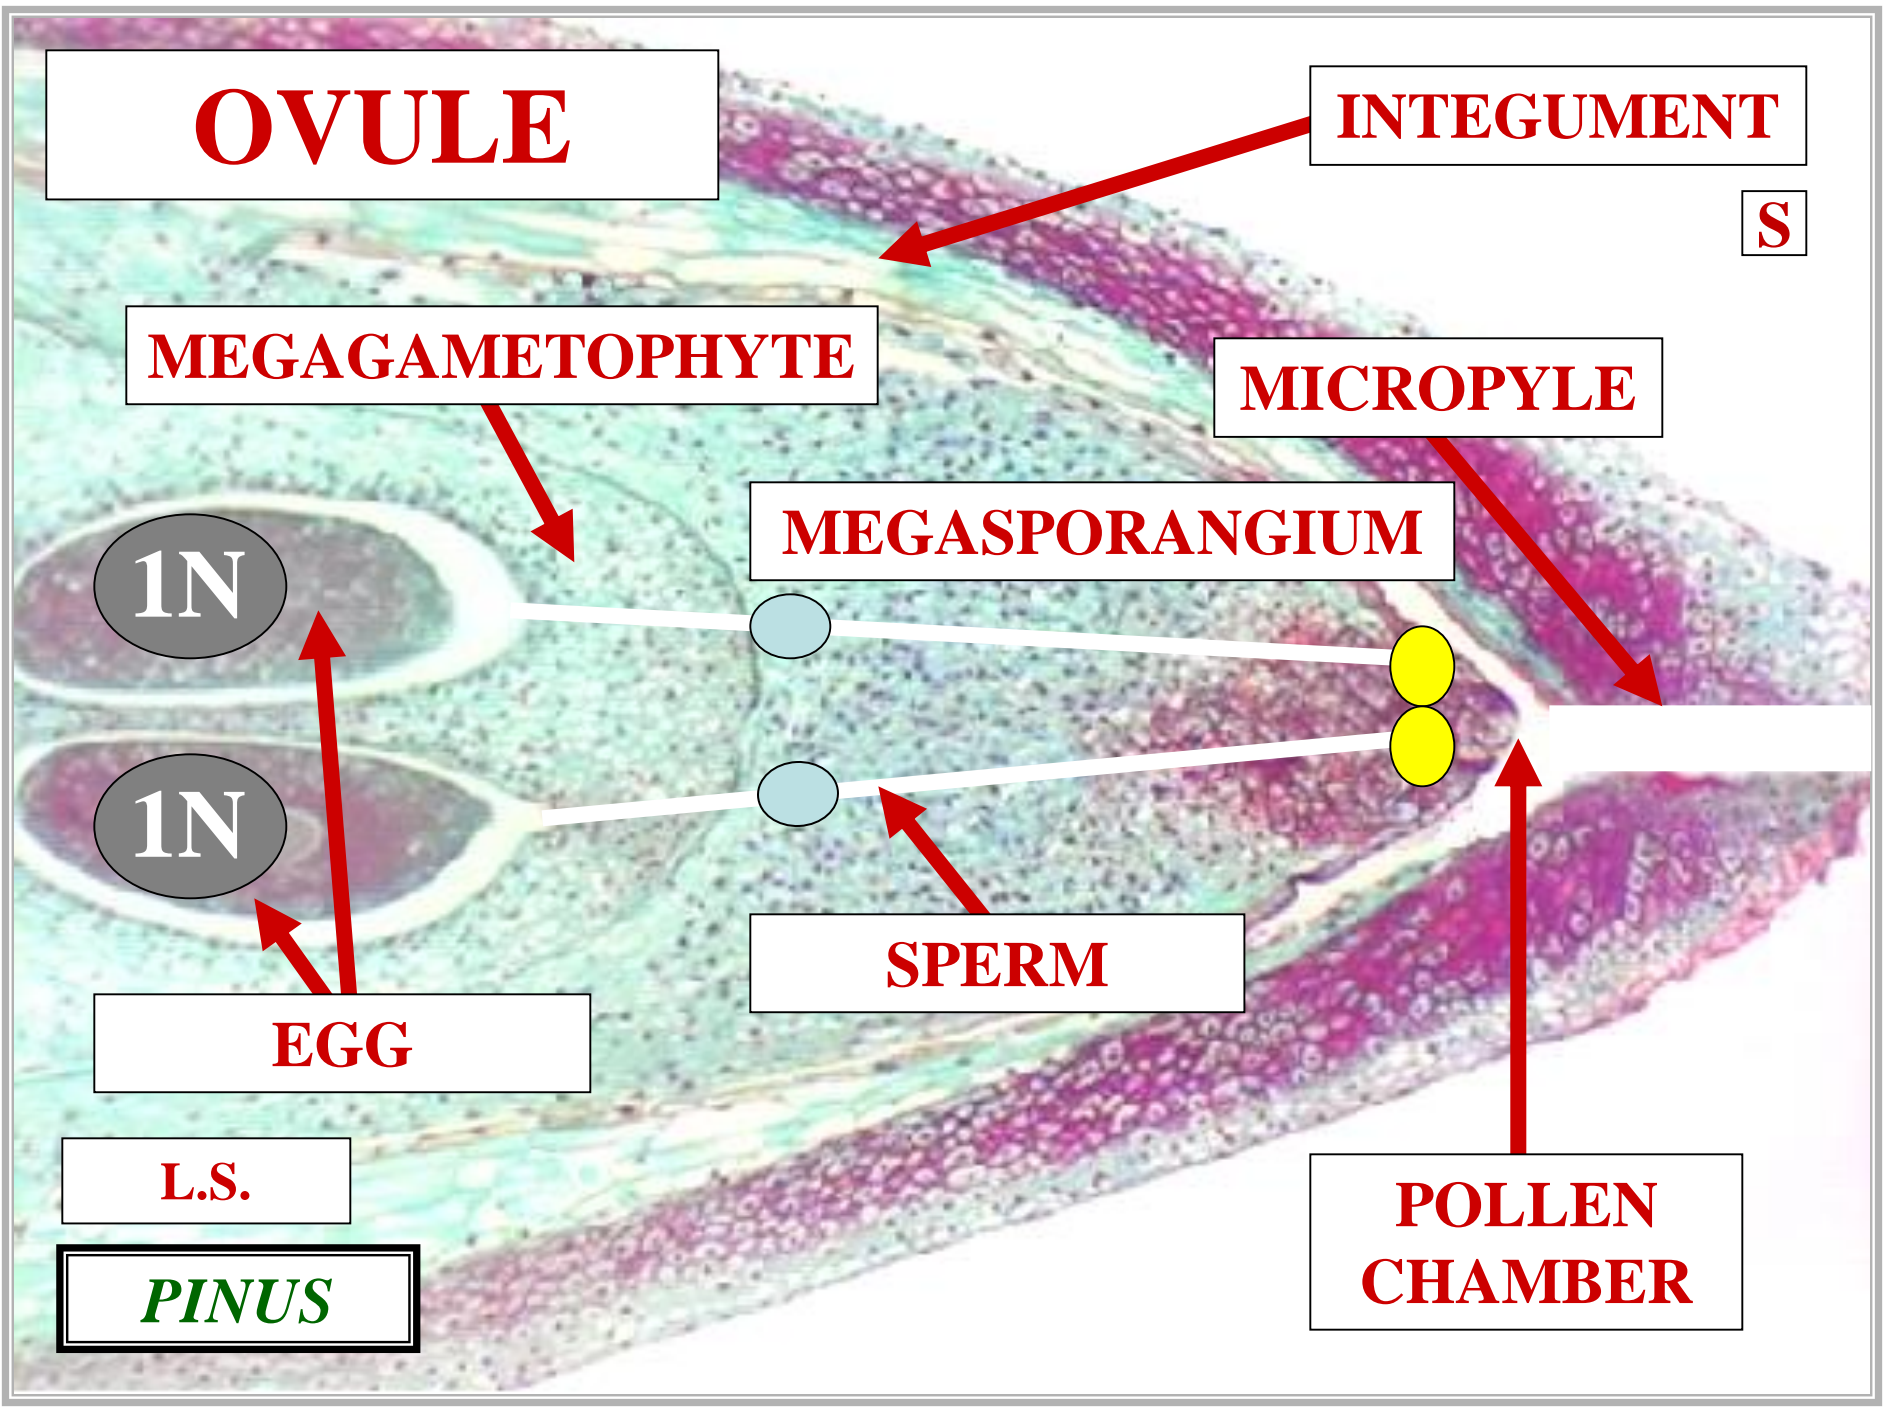 OVULE
INTEGUMENT
S
MEGAGAMETOPHYTE
MICROPYLE
MEGASPORANGIUM
1N
1N
SPERM
EGG
L.S.
POLLEN
CHAMBER
PINUS